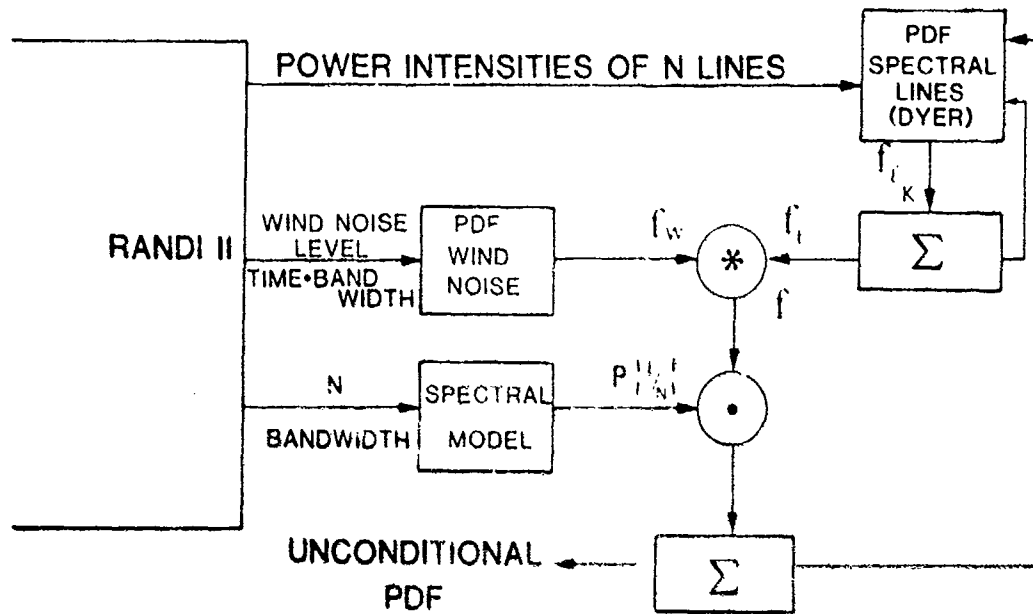 PDF
SPECTRAL
LINES
(DYER)
POWER INTENSITIES OF N LINES
K
RANDI II
WIND NOISE
LEVEL
TIME•BAND
WIDTH
PDF
WIND
NOISE
f_w
*
f
Σ
N
BANDWIDTH
SPECTRAL
MODEL
P
•
UNCONDITIONAL
PDF
Σ